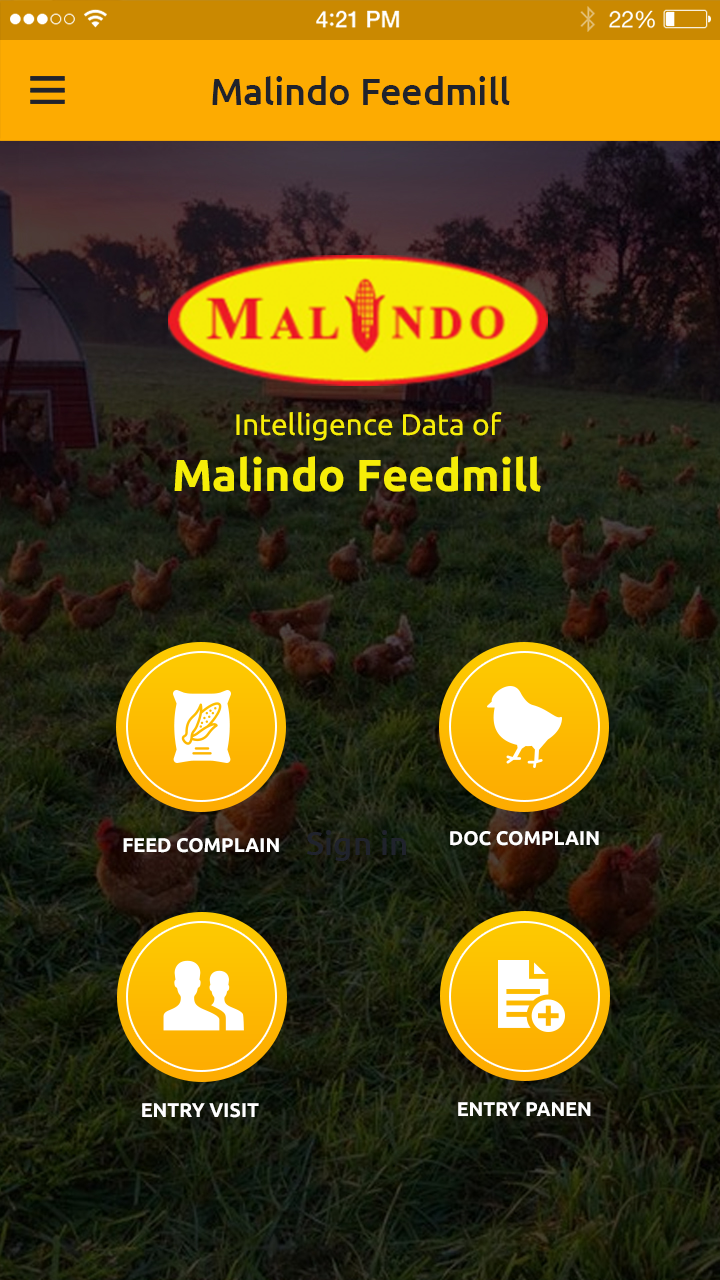 4:21 PM
22%
Malindo Feedmill
MALINDO
Intelligence Data of
Malindo Feedmill
FEED COMPLAIN
Sign in
DOC COMPLAIN
ENTRY VISIT
ENTRY PANEN